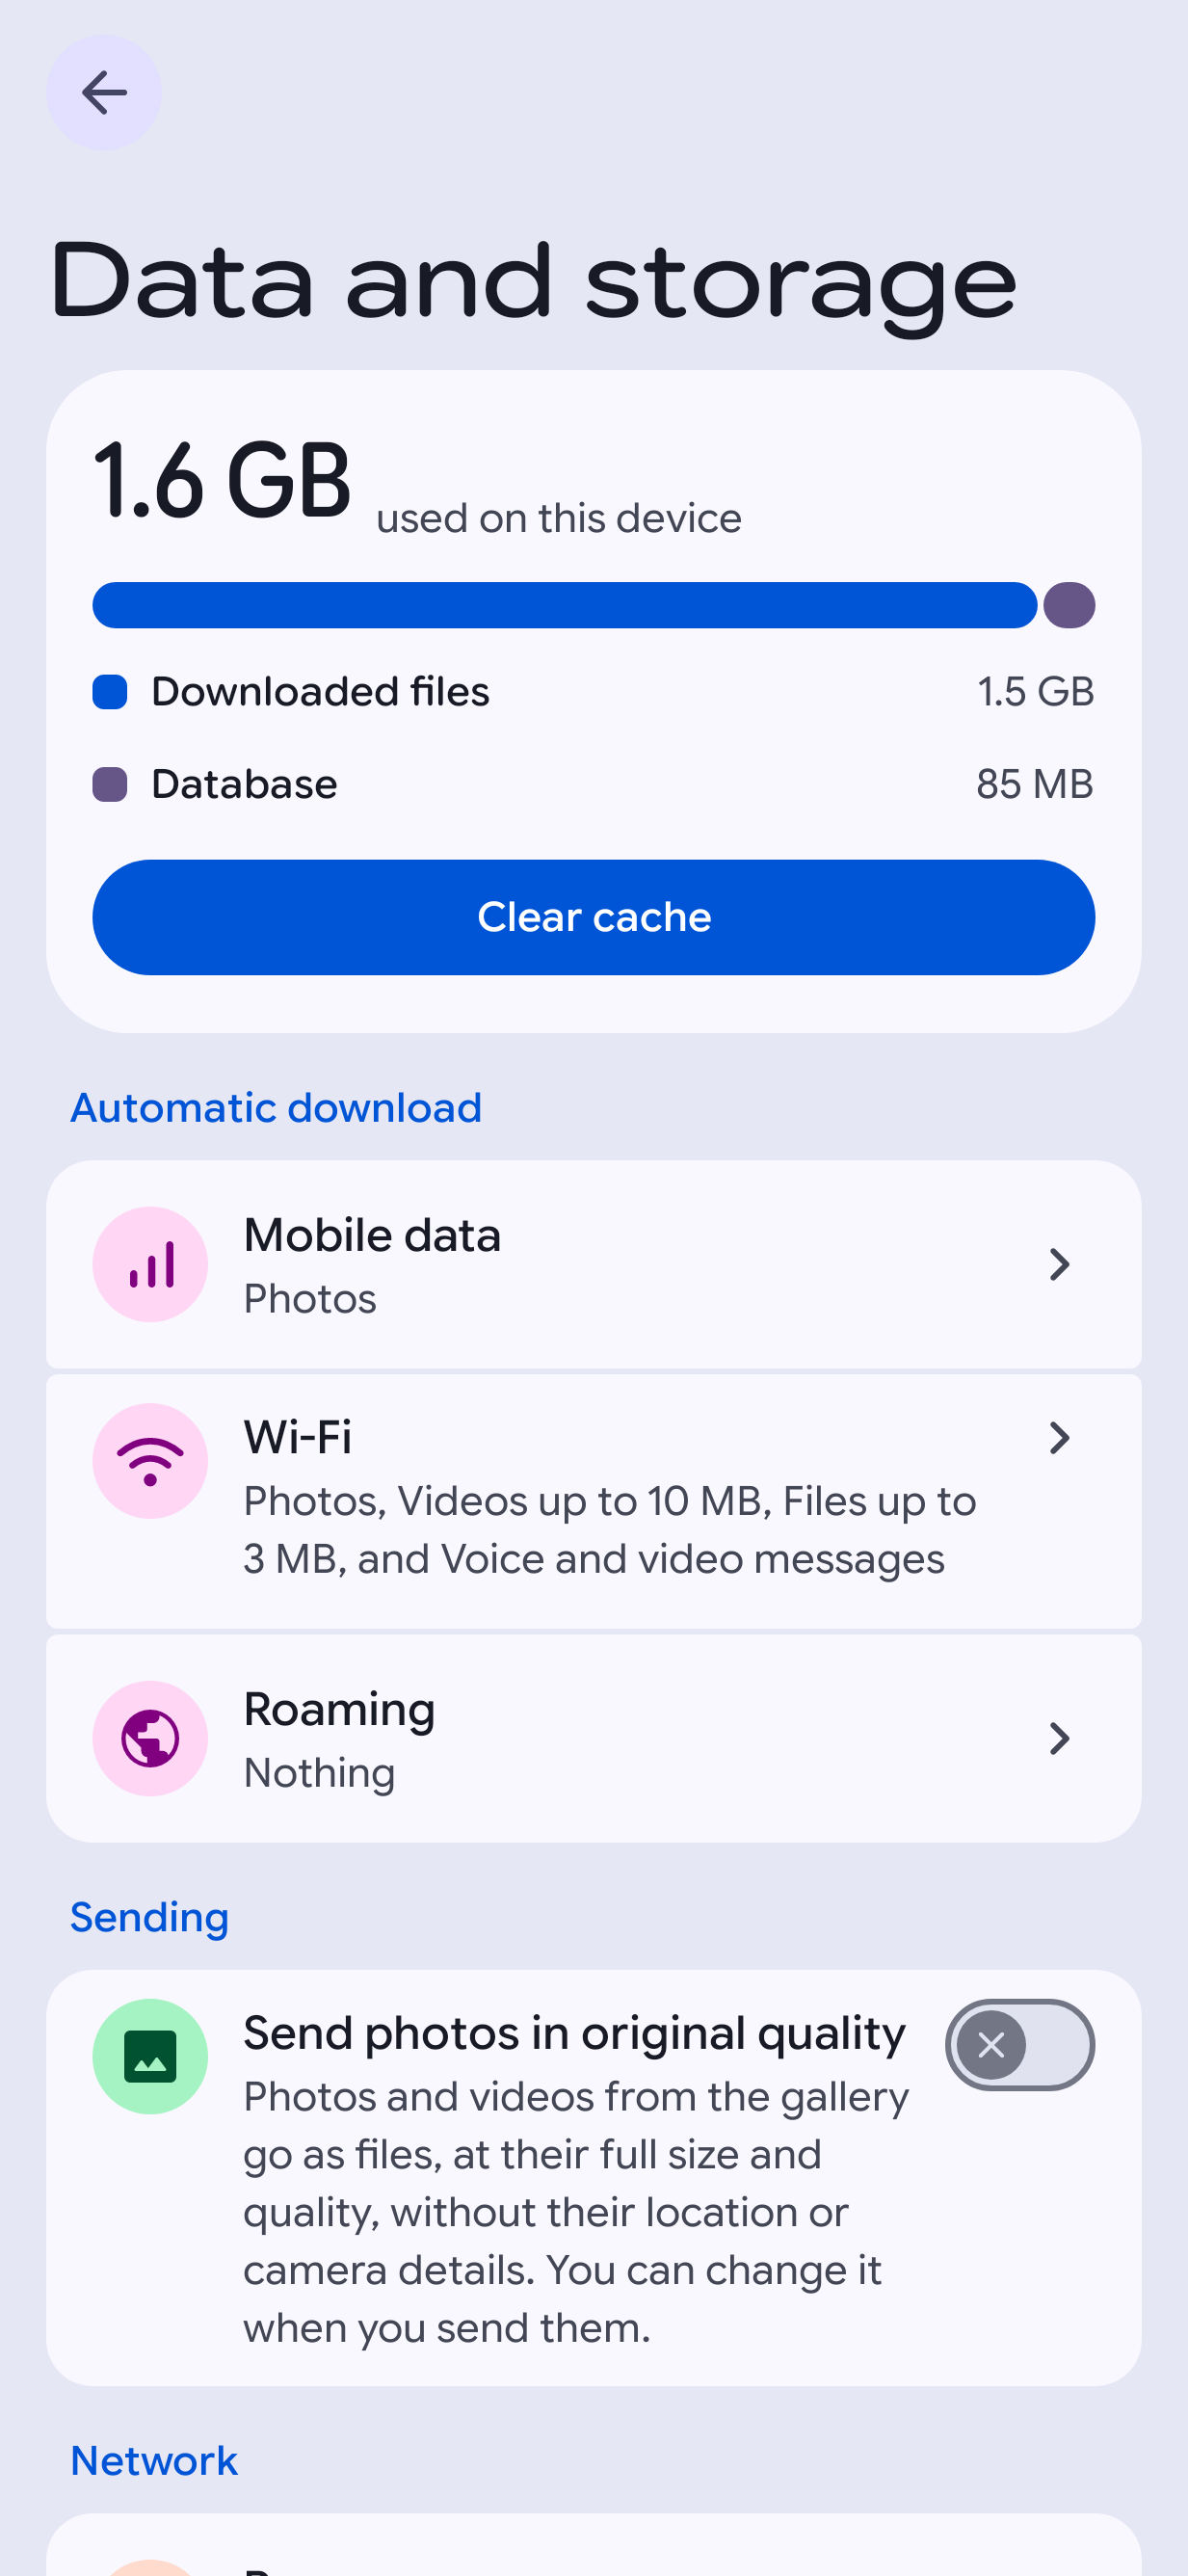 Data and storage
1.6 GB used on this device
Downloaded files 1.5 GB
Database 85 MB
Clear cache
Automatic download
Mobile data
Photos
Wi-Fi
Photos, Videos up to 10 MB, Files up to
3 MB, and Voice and video messages
Roaming
Nothing
Sending
Send photos in original quality
Photos and videos from the gallery
go as files, at their full size and
quality, without their location or
camera details. You can change it
when you send them.
Network